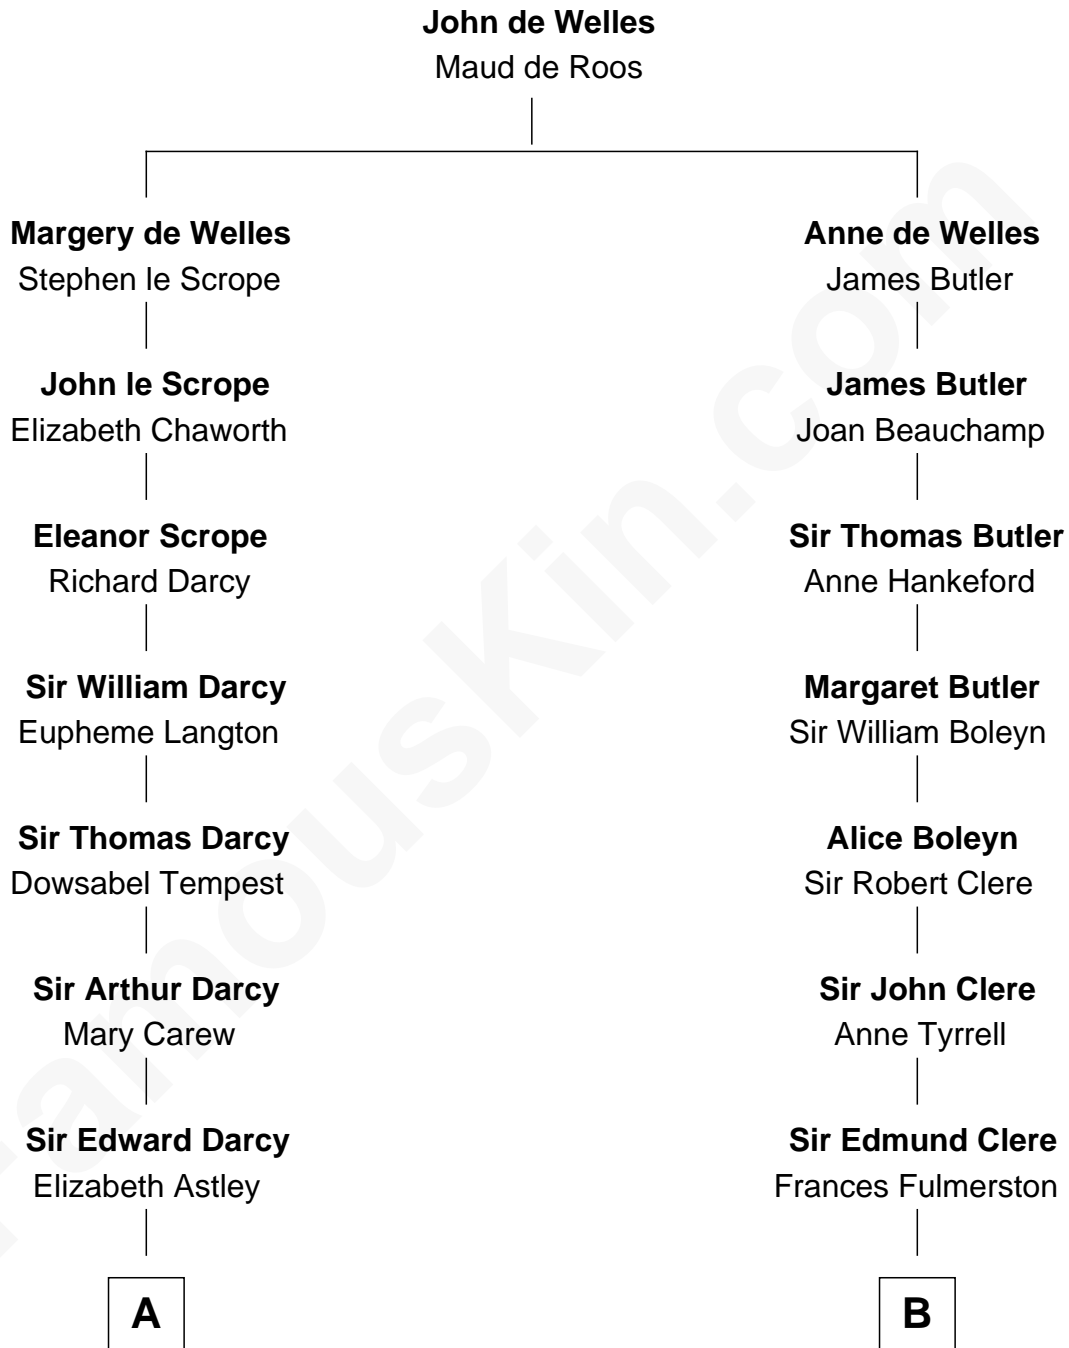 John de Welles
Maud de Roos
Margery de Welles
Stephen le Scrope
John le Scrope
Elizabeth Chaworth
Eleanor Scrope
Richard Darcy
Sir William Darcy
Eupheme Langton
Sir Thomas Darcy
Dowsabel Tempest
Sir Arthur Darcy
Mary Carew
Sir Edward Darcy
Elizabeth Astley
A
Anne de Welles
James Butler
James Butler
Joan Beauchamp
Sir Thomas Butler
Anne Hankeford
Margaret Butler
Sir William Boleyn
Alice Boleyn
Sir Robert Clere
Sir John Clere
Anne Tyrrell
Sir Edmund Clere
Frances Fulmerston
B
FamousKin.com